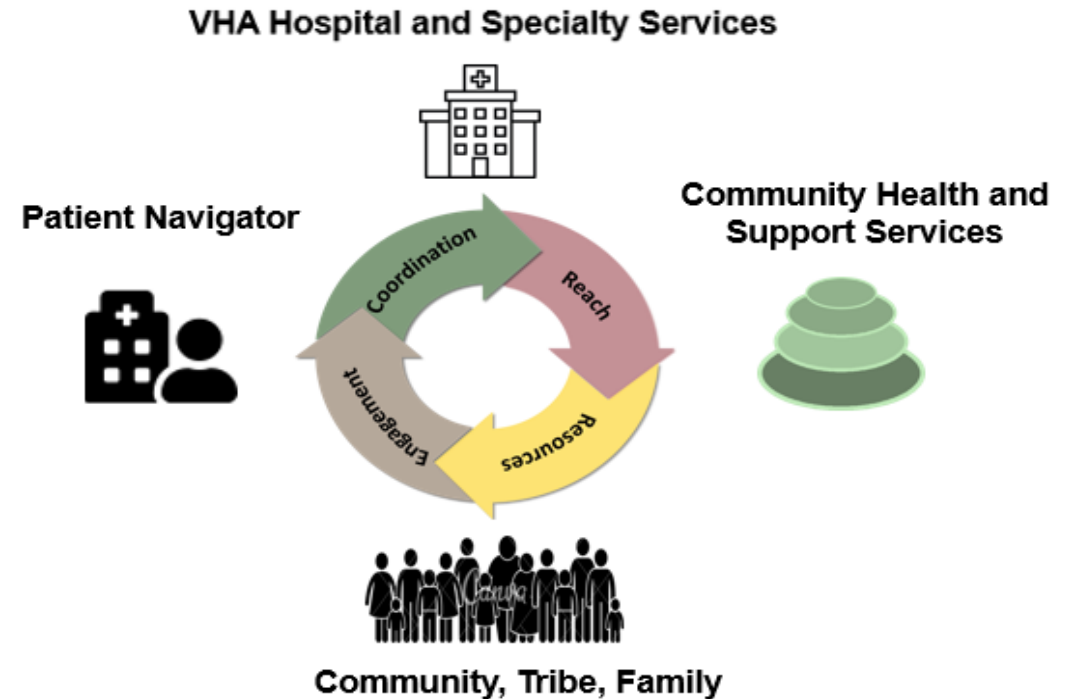 VHA Hospital and Specialty Services
Patient Navigator
Community Health and
Support Services
Coordination
Reach
Engagement
Resources
Canva
Community, Tribe, Family